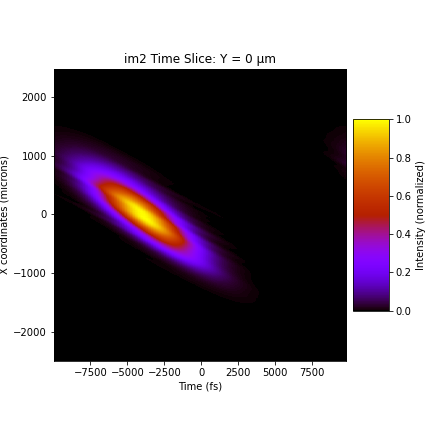 im2 Time Slice: Y = 0 µm
2000
1000
0
−1000
−2000
X coordinates (microns)
−7500 −5000 −2500 0 2500 5000 7500
Time (fs)
1.0
0.8
0.6
0.4
0.2
0.0
Intensity (normalized)